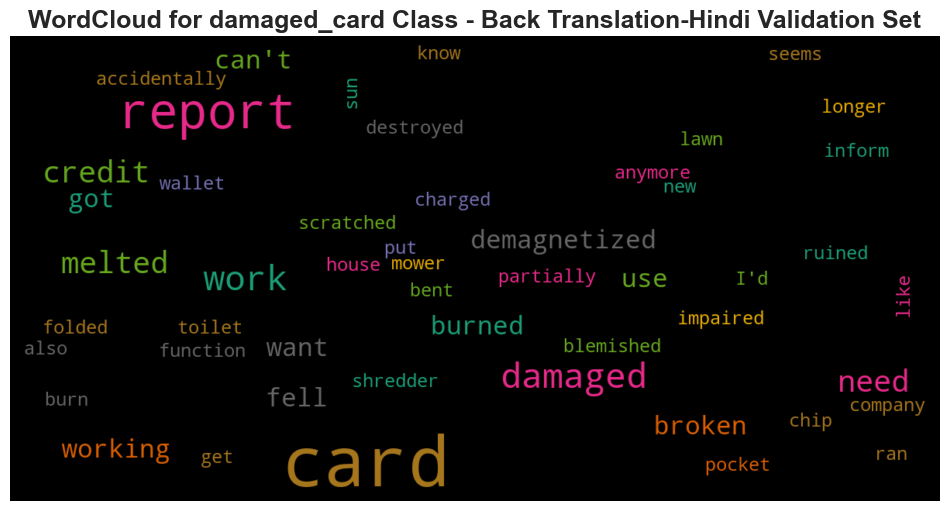 WordCloud for damaged_card Class - Back Translation-Hindi Validation Set
can't
know
seems
accidentally
sun
report
longer
destroyed
lawn
inform
credit
wallet
anymore
new
got
charged
scratched
demagnetized
put
ruined
melted
house
mower
work
partially
use
I'd
like
bent
folded
toilet
burned
impaired
also
function
want
blemished
shredder
damaged
need
burn
fell
company
broken
chip
working
get
card
pocket
ran